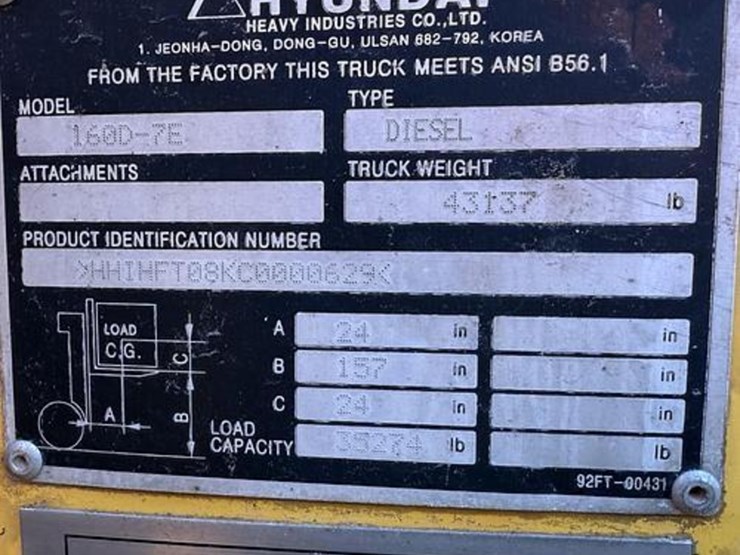 HYUNDAI
HEAVY INDUSTRIES CO.,LTD.
1. JEONHA-DONG, DONG-GU, ULSAN 682-792, KOREA
FROM THE FACTORY THIS TRUCK MEETS ANSI B56.1
MODEL TYPE
160D-7E DIESEL
ATTACHMENTS TRUCK WEIGHT
43137 lb
PRODUCT IDENTIFICATION NUMBER
>HHIHFT08KC0000629<
LOAD
C.G.
C
A
B
A 24 in in
B 157 in in
C 24 in in
LOAD
CAPACITY 35274 lb lb
92FT-00431